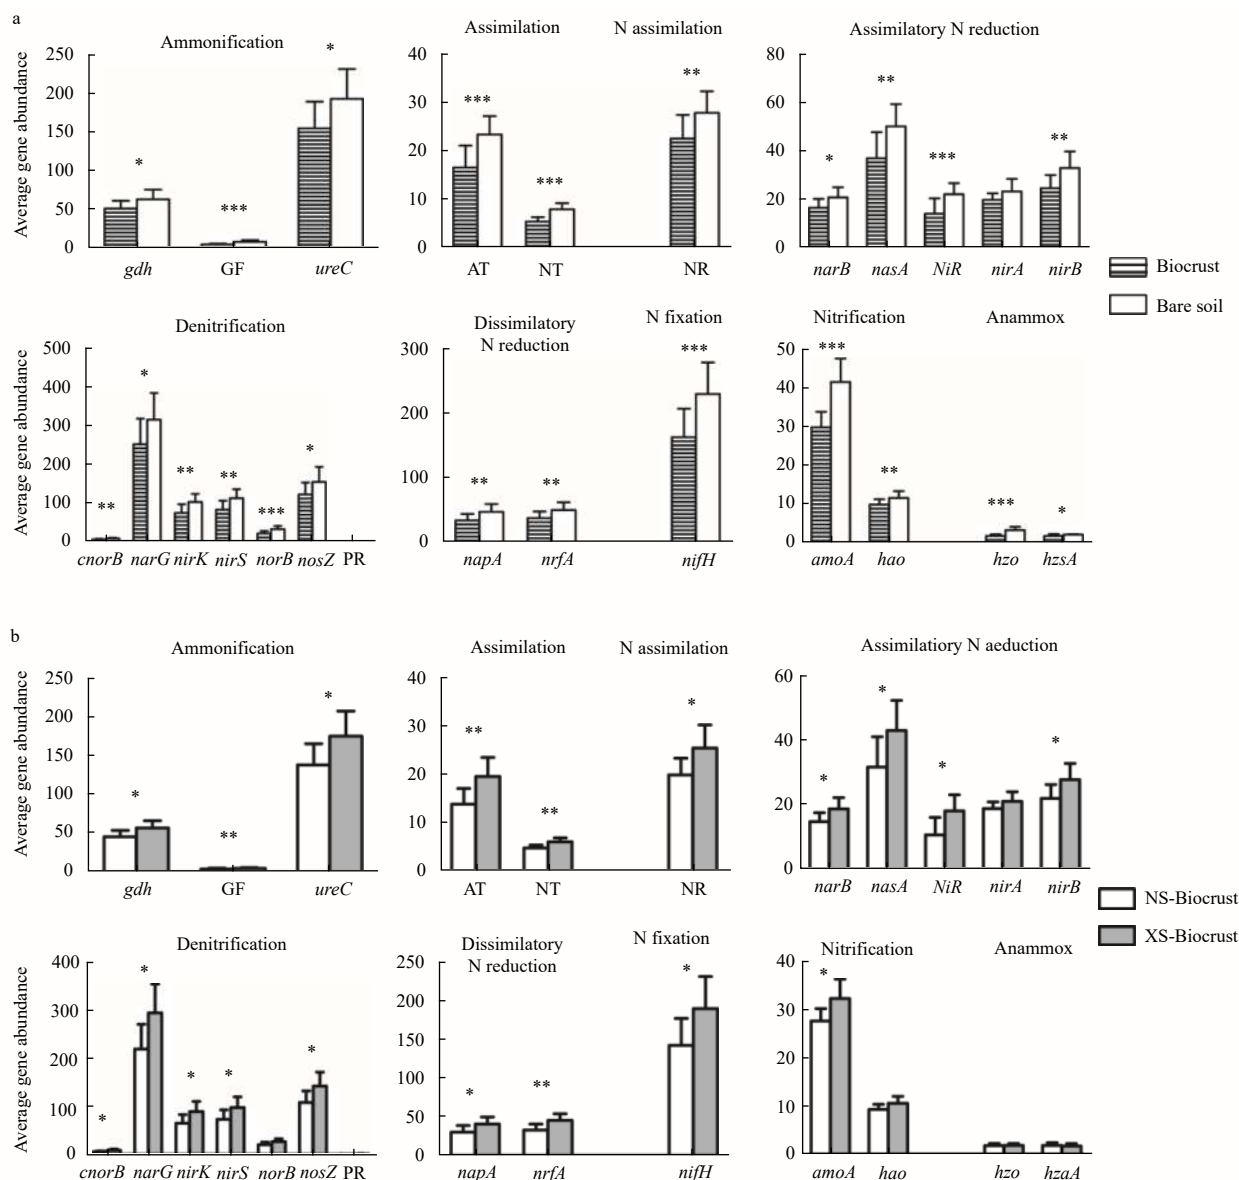 a
Ammonification
Assimilation
N assimilation
Assimilatory N reduction
Average gene abundance
250
200
150
100
50
0
*
*
***
gdh
GF
ureC
40
30
20
10
0
***
***
**
AT
NT
NR
80
60
40
20
0
*
**
***
**
narB
nasA
NiR
nirA
nirB
Biocrust
Bare soil
Denitrification
Dissimilatory
N reduction
N fixation
Nitrification
Anammox
Average gene abundance
500
400
300
200
100
0
**
*
**
**
***
*
cnorB
narG
nirK
nirS
norB
nosZ
PR
300
200
100
0
**
**
***
napA
nrfA
nifH
50
40
30
20
10
0
***
**
***
*
amoA
hao
hzo
hzsA
b
Ammonification
Assimilation
N assimilation
Assimilatiory N aeduction
Average gene abundance
250
200
150
100
50
0
*
**
*
gdh
GF
ureC
40
30
20
10
0
**
**
*
AT
NT
NR
60
40
20
0
*
*
*
*
narB
nasA
NiR
nirA
nirB
NS-Biocrust
XS-Biocrust
Denitrification
Dissimilatory
N reduction
N fixation
Nitrification
Anammox
Average gene abundance
400
300
200
100
0
*
*
*
*
*
cnorB
narG
nirK
nirS
norB
nosZ
PR
250
200
150
100
50
0
*
**
*
napA
nrfA
nifH
40
30
20
10
0
*
amoA
hao
hzo
hzaA